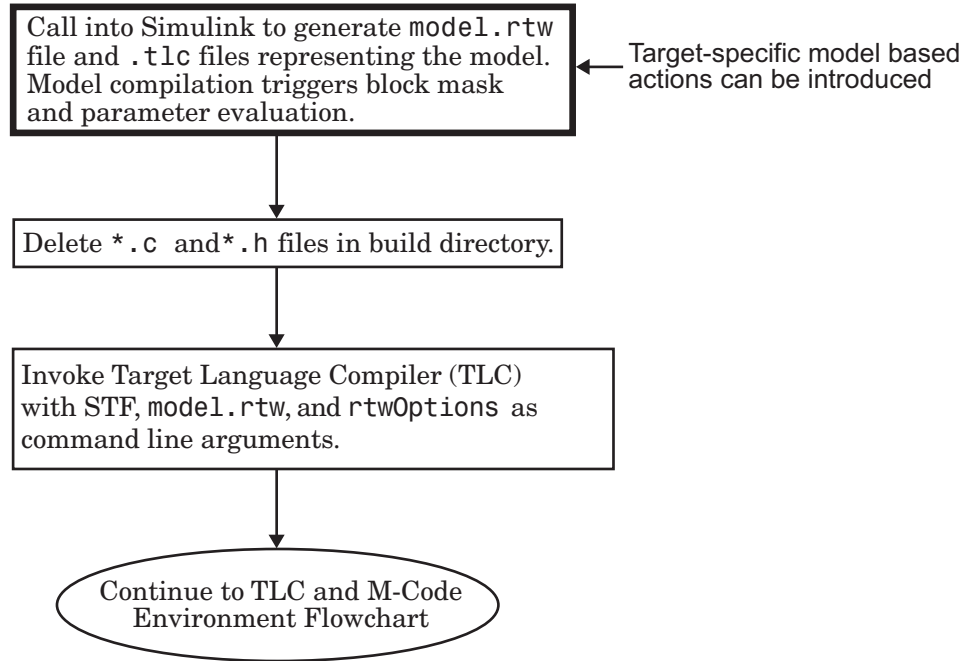 Call into Simulink to generate model.rtw
file and .tlc files representing the model.
Model compilation triggers block mask
and parameter evaluation.
Target-specific model based
actions can be introduced
Delete *.c and*.h files in build directory.
Invoke Target Language Compiler (TLC)
with STF, model.rtw, and rtwOptions as
command line arguments.
Continue to TLC and M-Code
Environment Flowchart